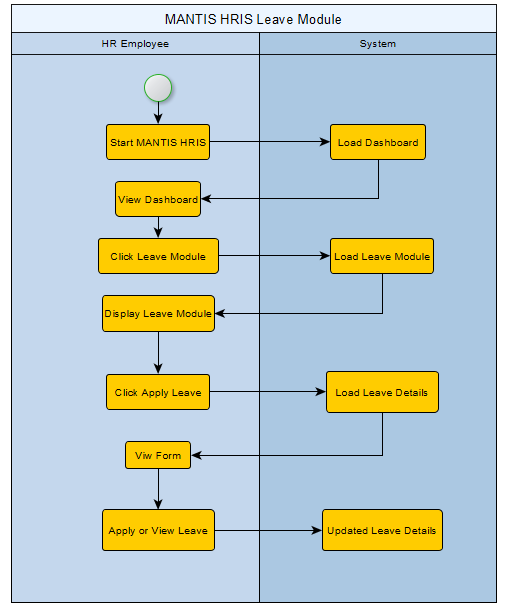 MANTIS HRIS Leave Module
HR Employee
System
Start MANTIS HRIS
Load Dashboard
View Dashboard
Click Leave Module
Load Leave Module
Display Leave Module
Click Apply Leave
Load Leave Details
Viw Form
Apply or View Leave
Updated Leave Details